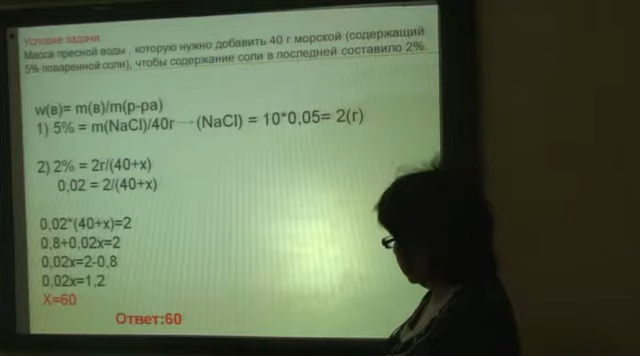 Условие задачи
Масса пресной воды , которую нужно добавить 40 г морской (содержащий
5% поваренной соли), чтобы содержание соли в последней составило 2%.
w(в)= m(в)/m(р-ра)
1) 5% = m(NaCl)/40г → (NaCl) = 10*0,05= 2(г)
2) 2% = 2г/(40+x)
0,02 = 2/(40+x)
0,02*(40+x)=2
0,8+0,02x=2
0,02x=2-0,8
0,02x=1,2
X=60
Ответ:60